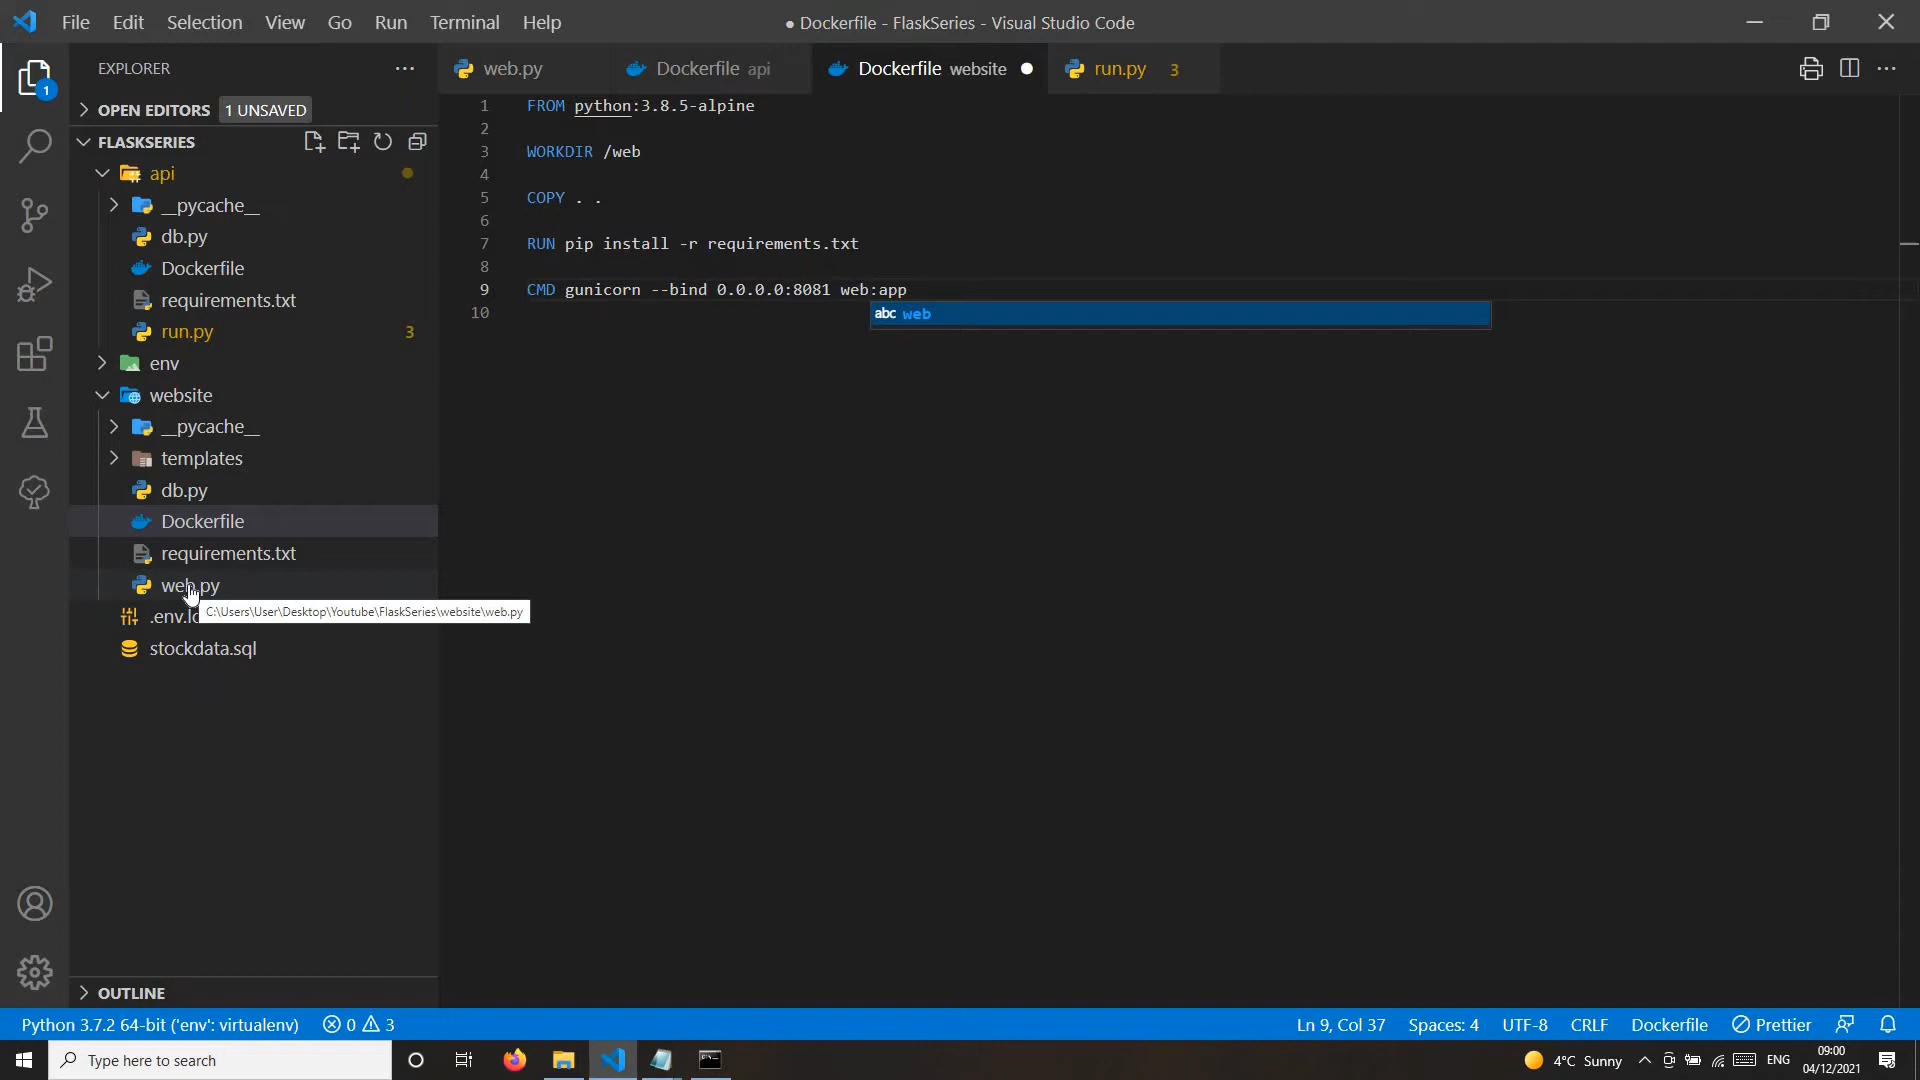 File Edit Selection View Go Run Terminal Help
● Dockerfile - FlaskSeries - Visual Studio Code
EXPLORER
OPEN EDITORS 1 UNSAVED
FLASKSERIES
api
__pycache__
db.py
Dockerfile
requirements.txt
run.py 3
env
website
__pycache__
templates
db.py
Dockerfile
requirements.txt
web.py
C:\Users\User\Desktop\Youtube\FlaskSeries\website\web.py
stockdata.sql
OUTLINE
1
web.py
Dockerfile api
Dockerfile website
run.py 3
1 FROM python:3.8.5-alpine
2
3 WORKDIR /web
4
5 COPY . .
6
7 RUN pip install -r requirements.txt
8
9 CMD gunicorn --bind 0.0.0.0:8081 web:app
abc web
10
Python 3.7.2 64-bit ('env': virtualenv) 0 3
Ln 9, Col 37 Spaces: 4 UTF-8 CRLF Dockerfile Prettier
Type here to search
4°C Sunny
ENG
09:00
04/12/2021